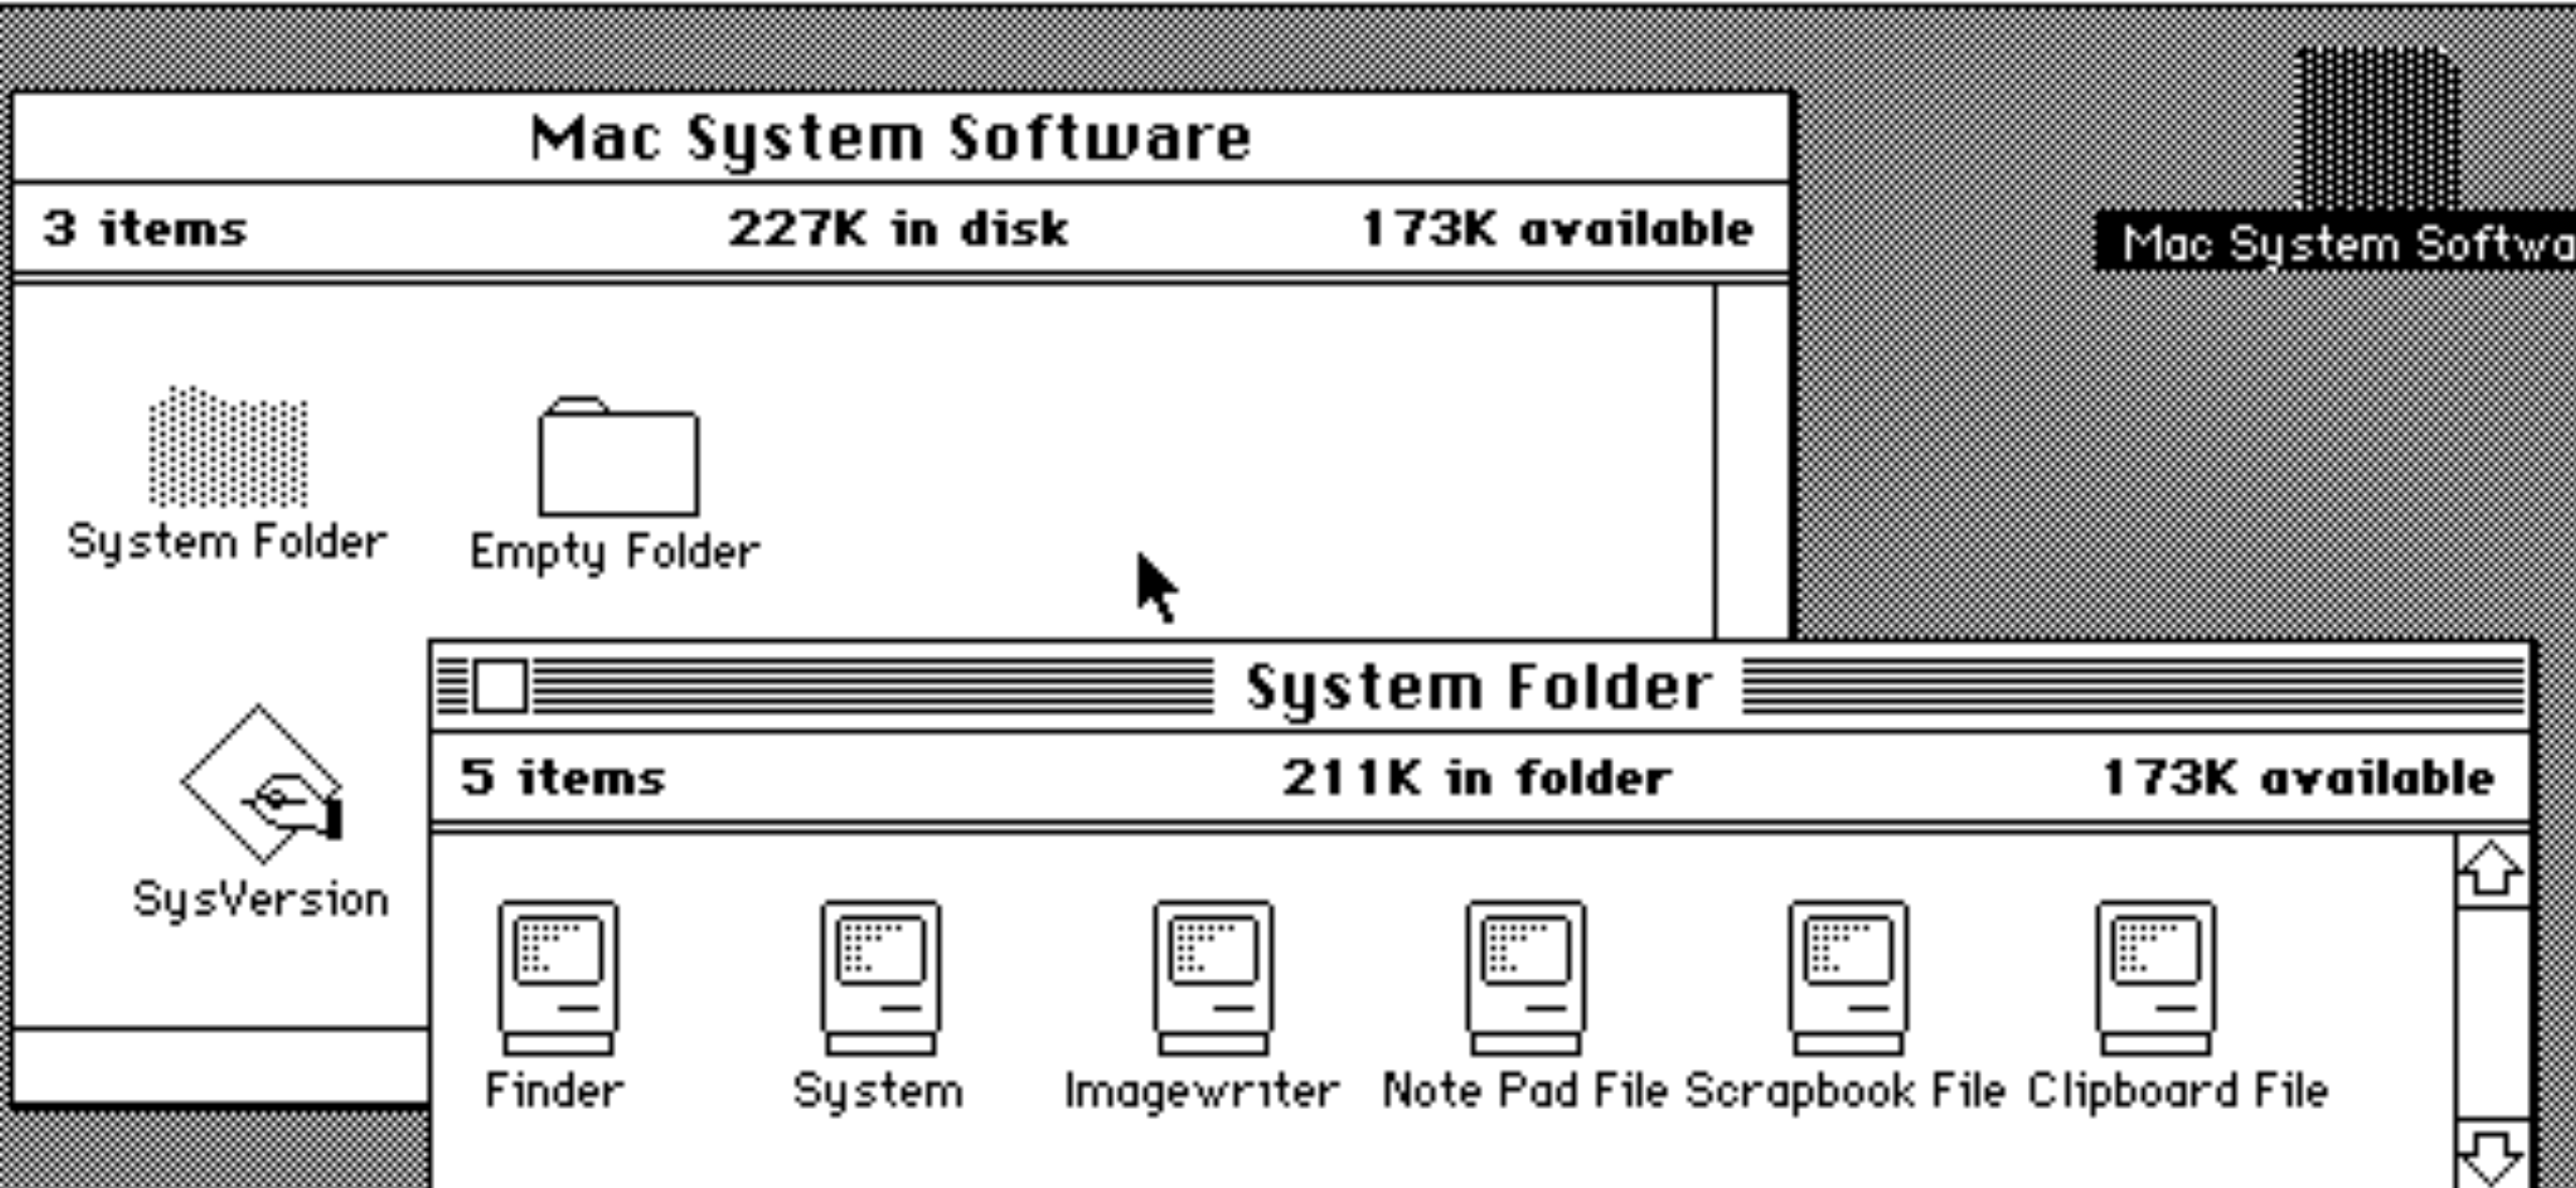 Mac System Software
3 items 227K in disk 173K available
Mac System Softwa
System Folder Empty Folder
SysVersion
System Folder
5 items 211K in folder 173K available
Finder System Imagewriter Note Pad File Scrapbook File Clipboard File